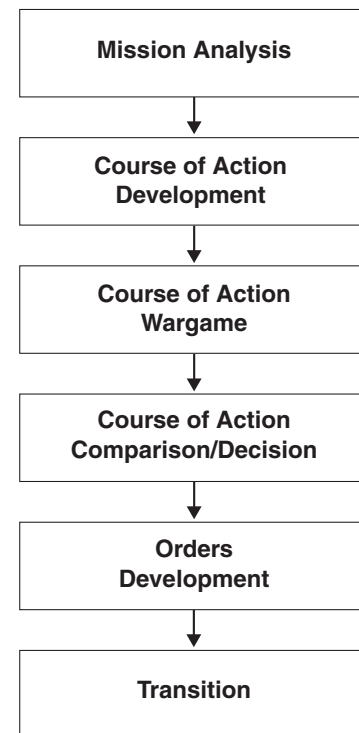 Mission Analysis
Course of Action
Development
Course of Action
Wargame
Course of Action
Comparison/Decision
Orders
Development
Transition